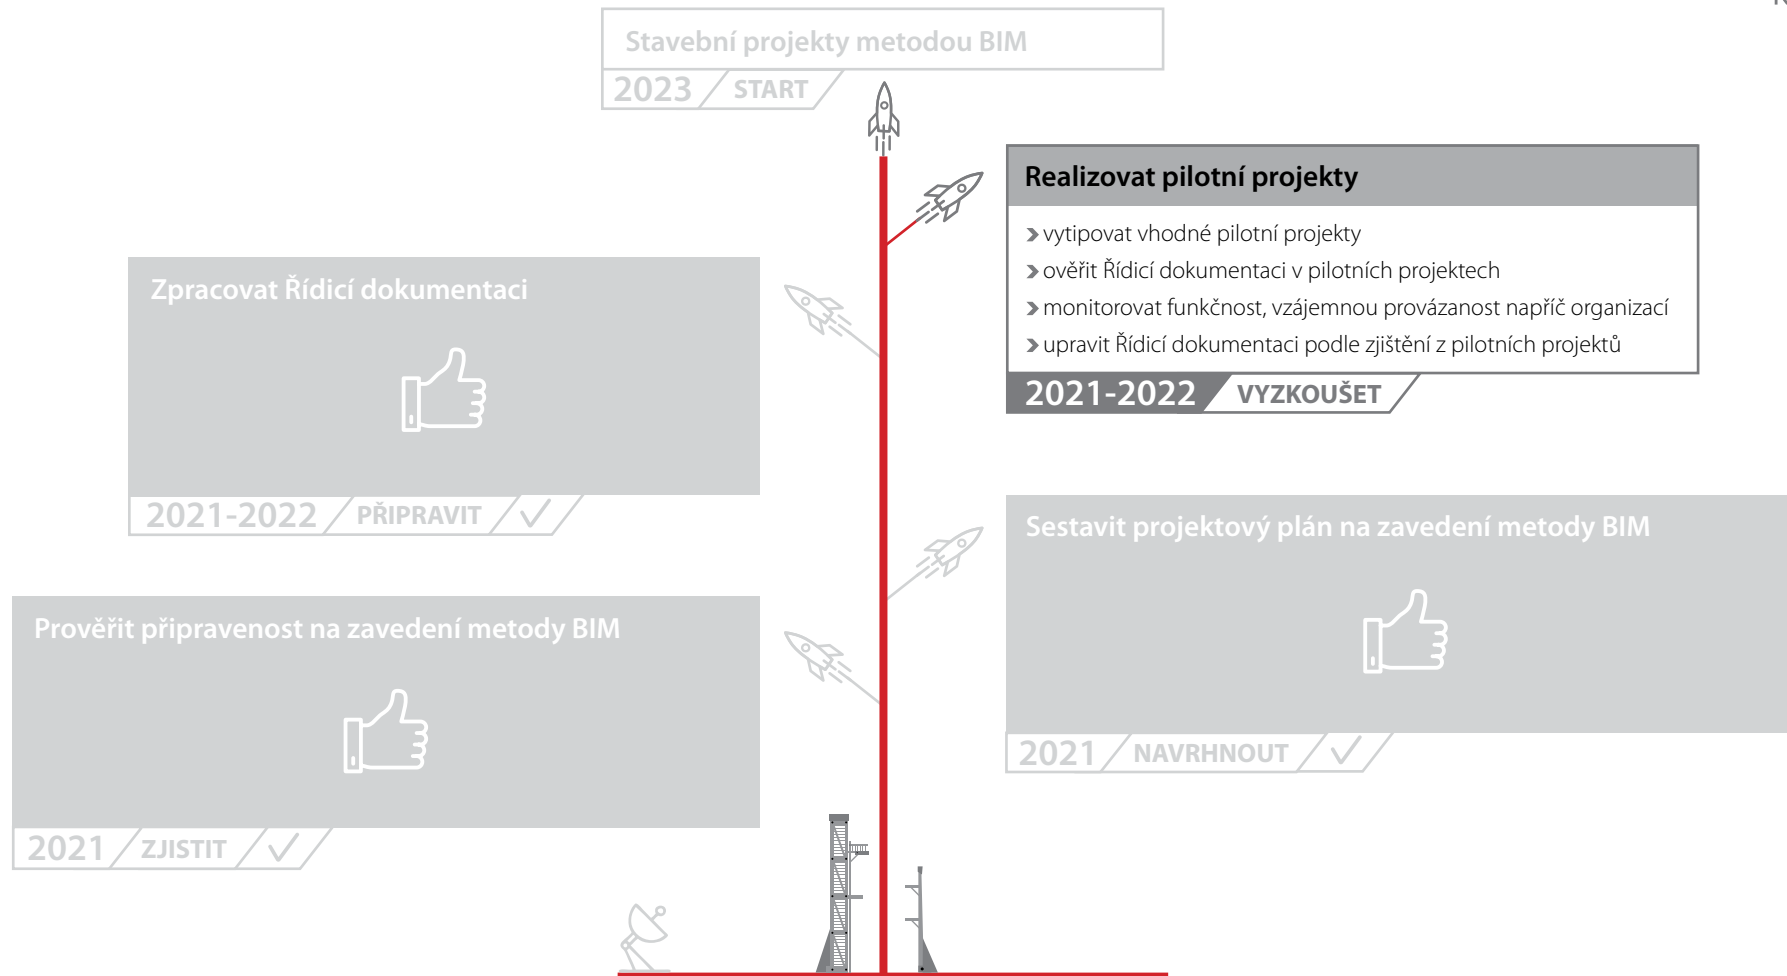 Stavební projekty metodou BIM
2023 START
Realizovat pilotní projekty
vytipovat vhodné pilotní projekty
ověřit Řídicí dokumentaci v pilotních projektech
monitorovat funkčnost, vzájemnou provázanost napříč organizací
upravit Řídicí dokumentaci podle zjištění z pilotních projektů
2021-2022 VYZKOUŠET
Zpracovat Řídicí dokumentaci
2021-2022 PŘIPRAVIT
Sestavit projektový plán na zavedení metody BIM
2021 NAVRHNOUT
Prověřit připravenost na zavedení metody BIM
2021 ZJISTIT